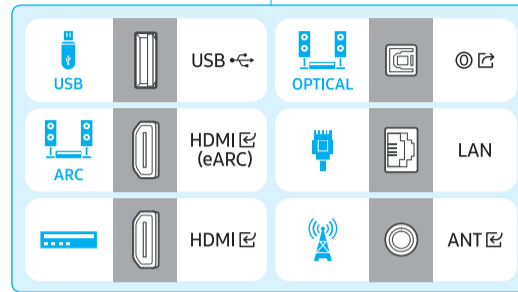 USB
USB
OPTICAL
ARC
HDMI
(eARC)
LAN
HDMI
ANT